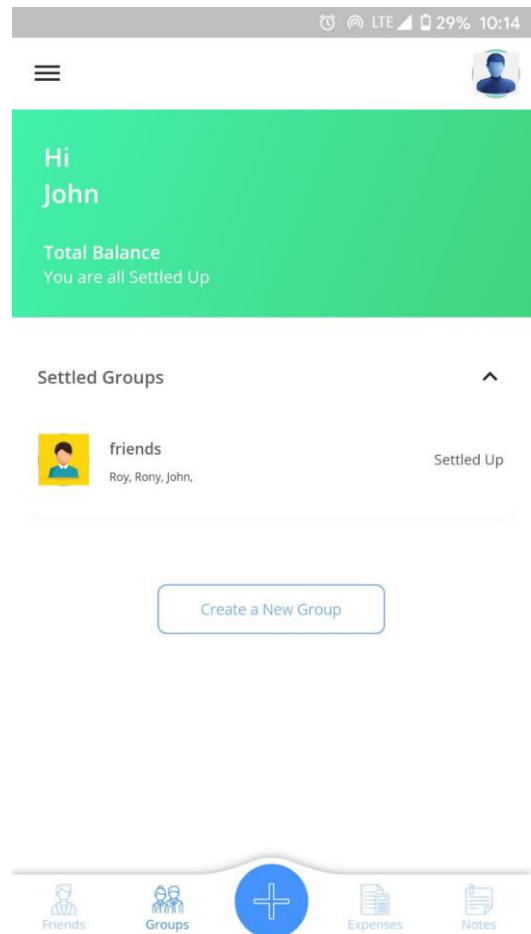 LTE 29% 10:14
Hi
John
Total Balance
You are all Settled Up
Settled Groups
friends
Roy, Rony, John,
Settled Up
Create a New Group
Friends Groups Expenses Notes